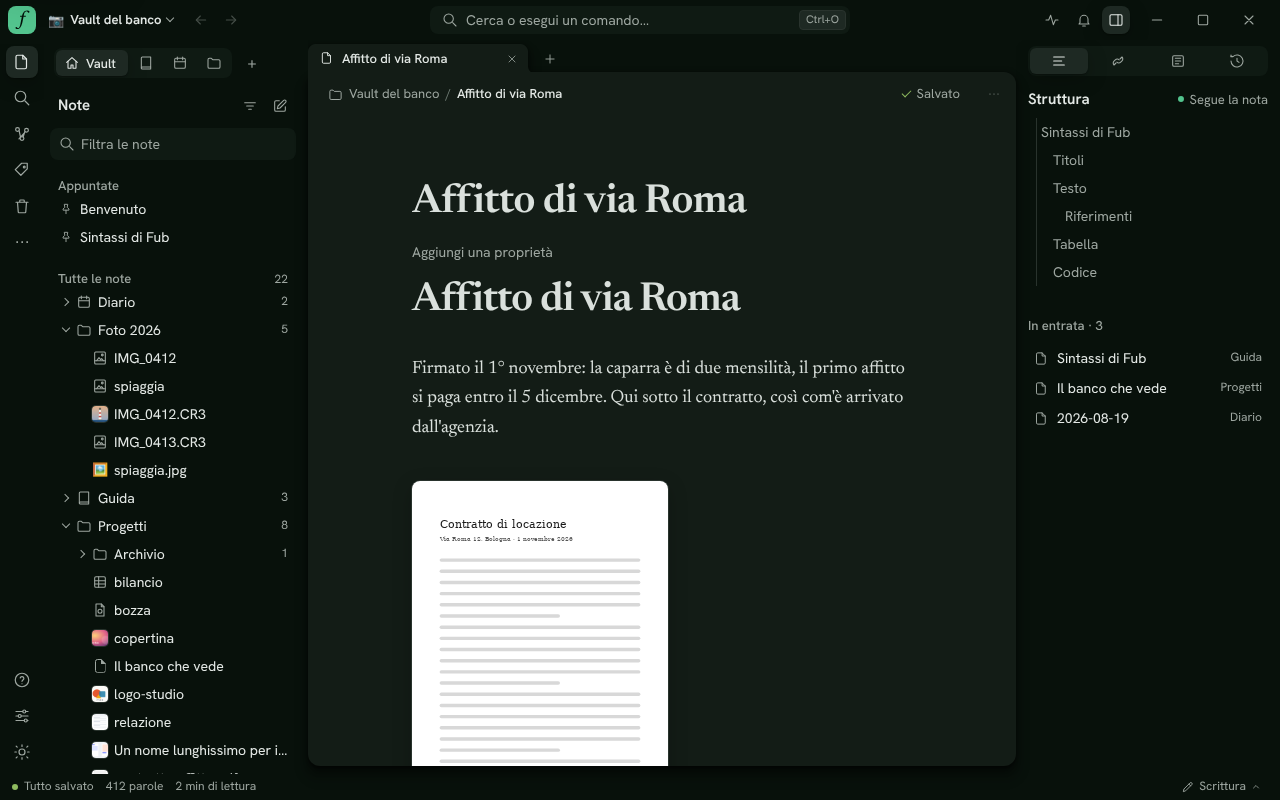 Vault del banco
Cerca o esegui un comando...
Ctrl+O
Vault
Affitto di via Roma
Note
Filtra le note
Appuntate
Benvenuto
Sintassi di Fub
Tutte le note 22
Diario 2
Foto 2026 5
IMG_0412
spiaggia
IMG_0412.CR3
IMG_0413.CR3
spiaggia.jpg
Guida 3
Progetti 8
Archivio 1
bilancio
bozza
copertina
Il banco che vede
logo-studio
relazione
Un nome lunghissimo per i...
Vault del banco / Affitto di via Roma
Salvato
Affitto di via Roma
Aggiungi una proprietà
Affitto di via Roma
Firmato il 1° novembre: la caparra è di due mensilità, il primo affitto
si paga entro il 5 dicembre. Qui sotto il contratto, così com'è arrivato
dall'agenzia.
Contratto di locazione
Via Roma 12, Bologna · 1 novembre 2026
Struttura
Segue la nota
Sintassi di Fub
Titoli
Testo
Riferimenti
Tabella
Codice
In entrata · 3
Sintassi di Fub Guida
Il banco che vede Progetti
2026-08-19 Diario
Tutto salvato 412 parole 2 min di lettura
Scrittura